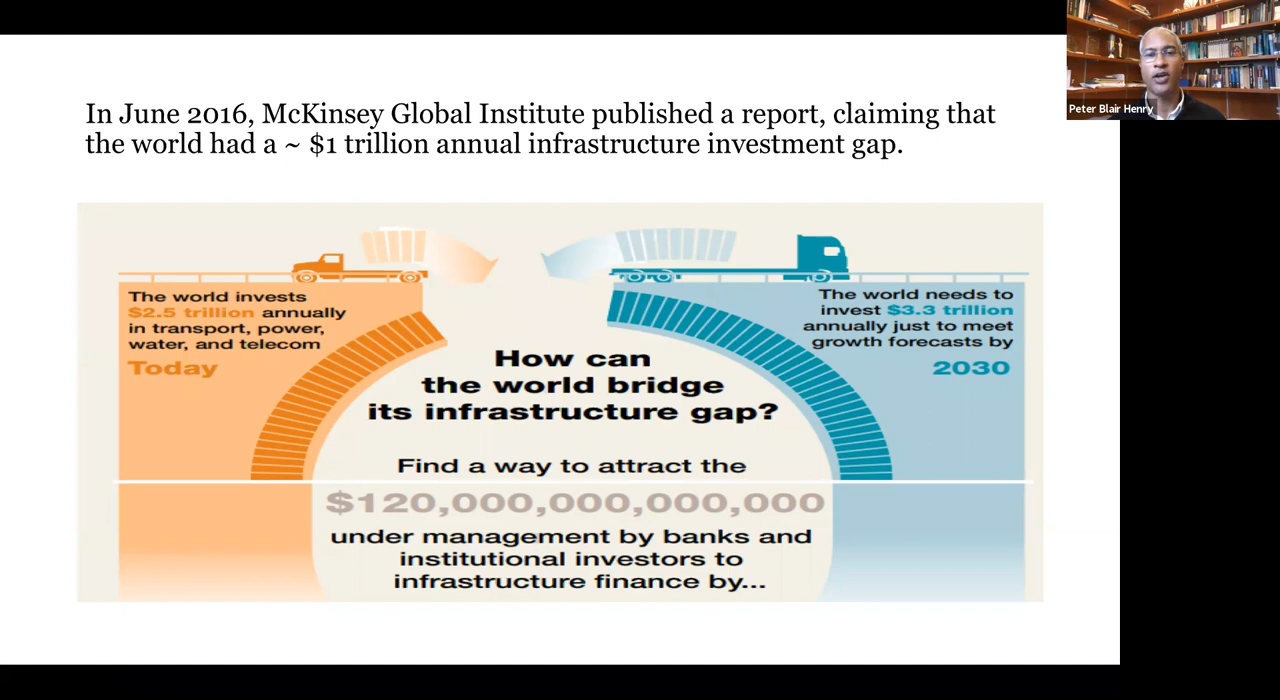 In June 2016, McKinsey Global Institute published a report, claiming that
the world had a ~ $1 trillion annual infrastructure investment gap.
Peter Blair Henry
The world invests
$2.5 trillion annually
in transport, power,
water, and telecom
Today
The world needs to
invest $3.3 trillion
annually just to meet
growth forecasts by
2030
How can
the world bridge
its infrastructure gap?
Find a way to attract the
$120,000,000,000,000
under management by banks and
institutional investors to
infrastructure finance by...